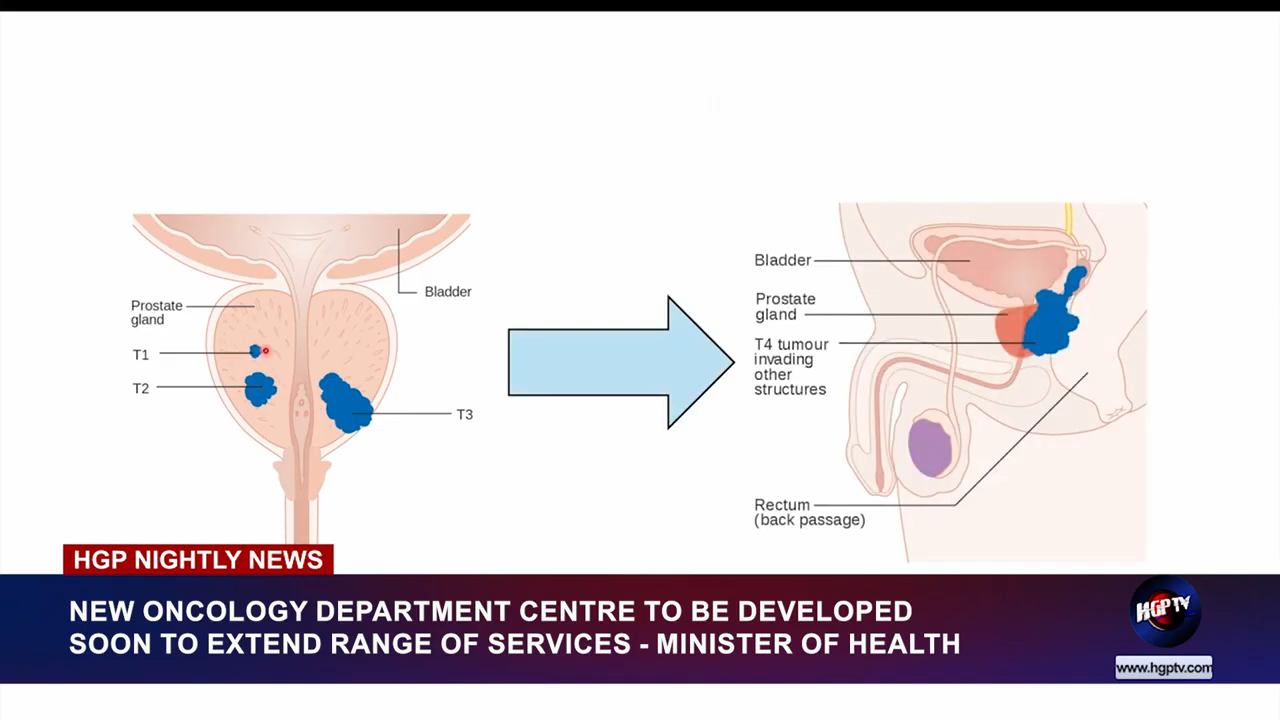 Prostate
gland
Bladder
T1
T2
T3
Bladder
Prostate
gland
T4 tumour
invading
other
structures
Rectum
(back passage)
HGP NIGHTLY NEWS
NEW ONCOLOGY DEPARTMENT CENTRE TO BE DEVELOPED
SOON TO EXTEND RANGE OF SERVICES - MINISTER OF HEALTH
HGPTV
www.hgptv.com